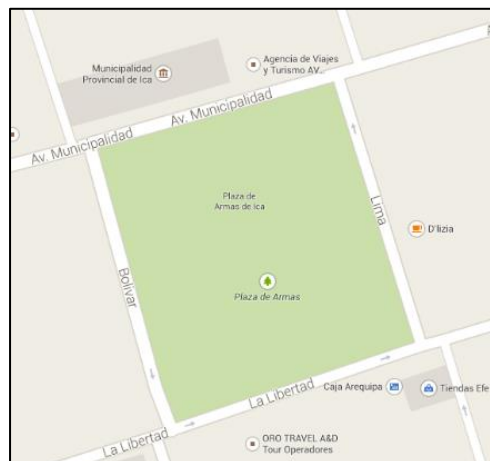 Municipalidad
Provincial de Ica
Agencia de Viajes
y Turismo AV...
Av. Municipalidad
Av. Municipalidad
Plaza de
Armas de Ica
Lima
D'lizia
Bolívar
Plaza de Armas
La Libertad
Caja Arequipa
Tiendas Efe
La Libertad
ORO TRAVEL A&D
Tour Operadores